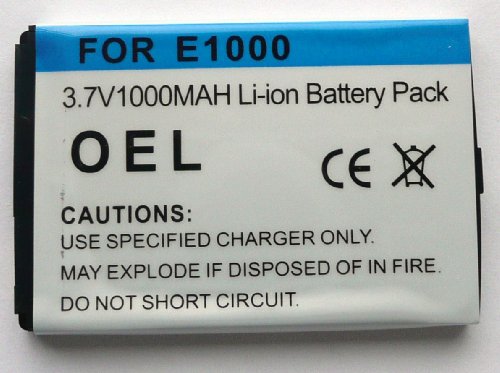 FOR E1000
3.7V1000MAH Li-ion Battery Pack
OEL
CE
CAUTIONS:
USE SPECIFIED CHARGER ONLY.
MAY EXPLODE IF DISPOSED OF IN FIRE.
DO NOT SHORT CIRCUIT.